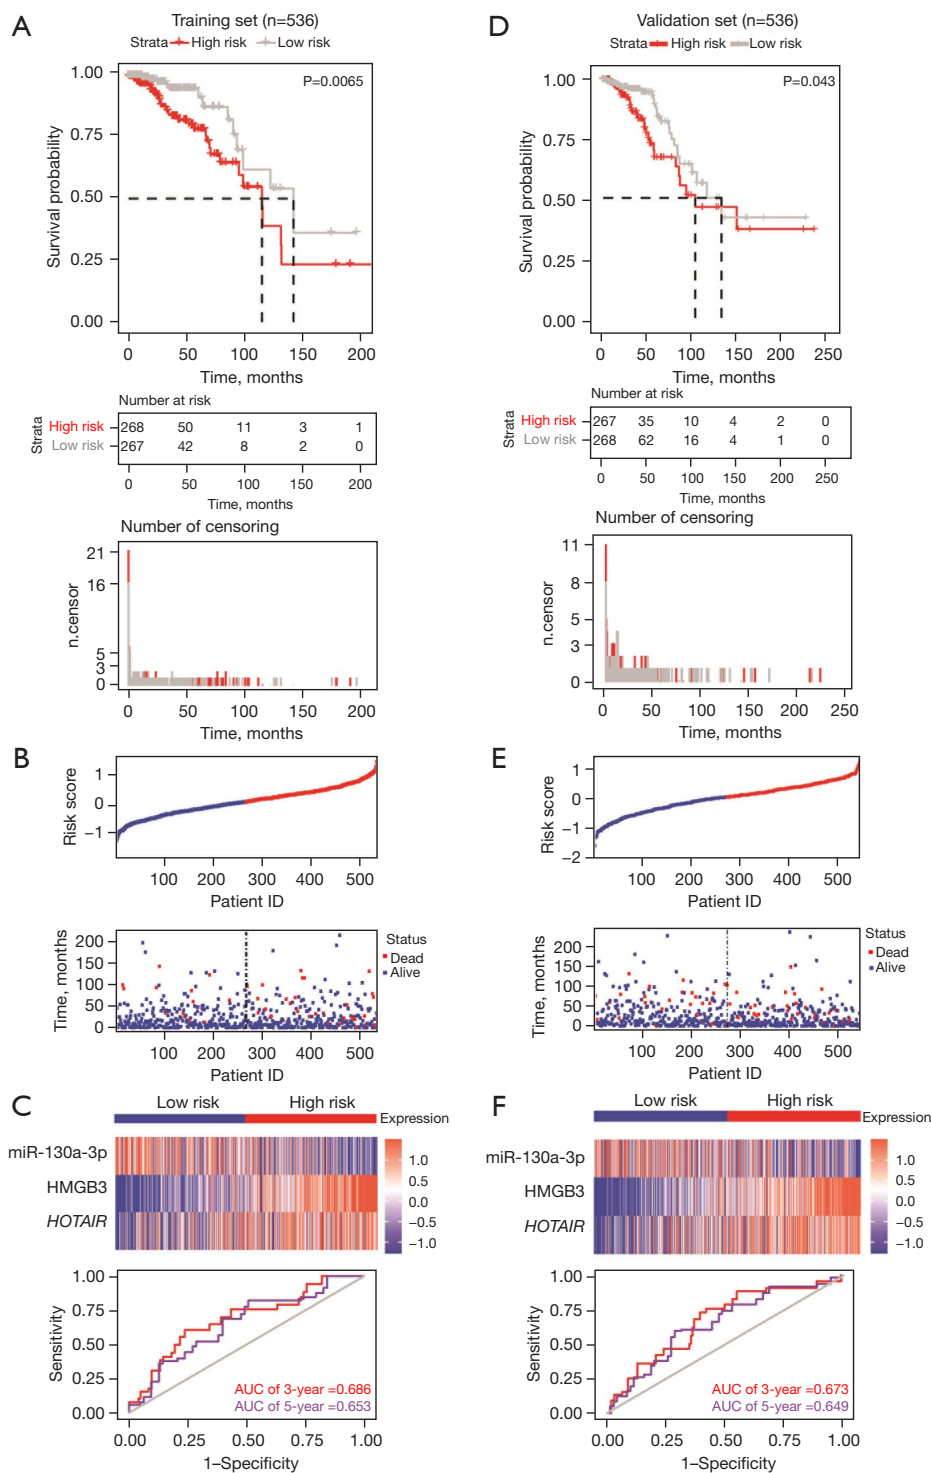 A
Training set (n=536)
Strata High risk Low risk
P=0.0065
Survival probability
1.00
0.75
0.50
0.25
0.00
0 50 100 150 200
Time, months
Number at risk
Strata
High risk 268 50 11 3 1
Low risk 267 42 8 2 0
0 50 100 150 200
Time, months
Number of censoring
n.censor
21
16
5
3
0
0 50 100 150 200
Time, months
B
Risk score
1
0
−1
100 200 300 400 500
Patient ID
Time, months
200
150
100
50
0
Status
Dead
Alive
100 200 300 400 500
Patient ID
C
Low risk High risk
Expression
miR-130a-3p
HMGB3
HOTAIR
1.0
0.5
0.0
−0.5
−1.0
Sensitivity
1.00
0.75
0.50
0.25
0.00
AUC of 3-year =0.686
AUC of 5-year =0.653
0.00 0.25 0.50 0.75 1.00
1−Specificity
D
Validation set (n=536)
Strata High risk Low risk
P=0.043
Survival probability
1.00
0.75
0.50
0.25
0.00
0 50 100 150 200 250
Time, months
Number at risk
Strata
High risk 267 35 10 4 2 0
Low risk 268 62 16 4 1 0
0 50 100 150 200 250
Time, months
Number of censoring
n.censor
11
8
5
3
0
0 50 100 150 200 250
Time, months
E
Risk score
1
0
−1
−2
100 200 300 400 500
Patient ID
Time, months
200
150
100
50
0
Status
Dead
Alive
100 200 300 400 500
Patient ID
F
Low risk High risk
Expression
miR-130a-3p
HMGB3
HOTAIR
1.0
0.5
0.0
−0.5
−1.0
Sensitivity
1.00
0.75
0.50
0.25
0.00
AUC of 3-year =0.673
AUC of 5-year =0.649
0.00 0.25 0.50 0.75 1.00
1−Specificity